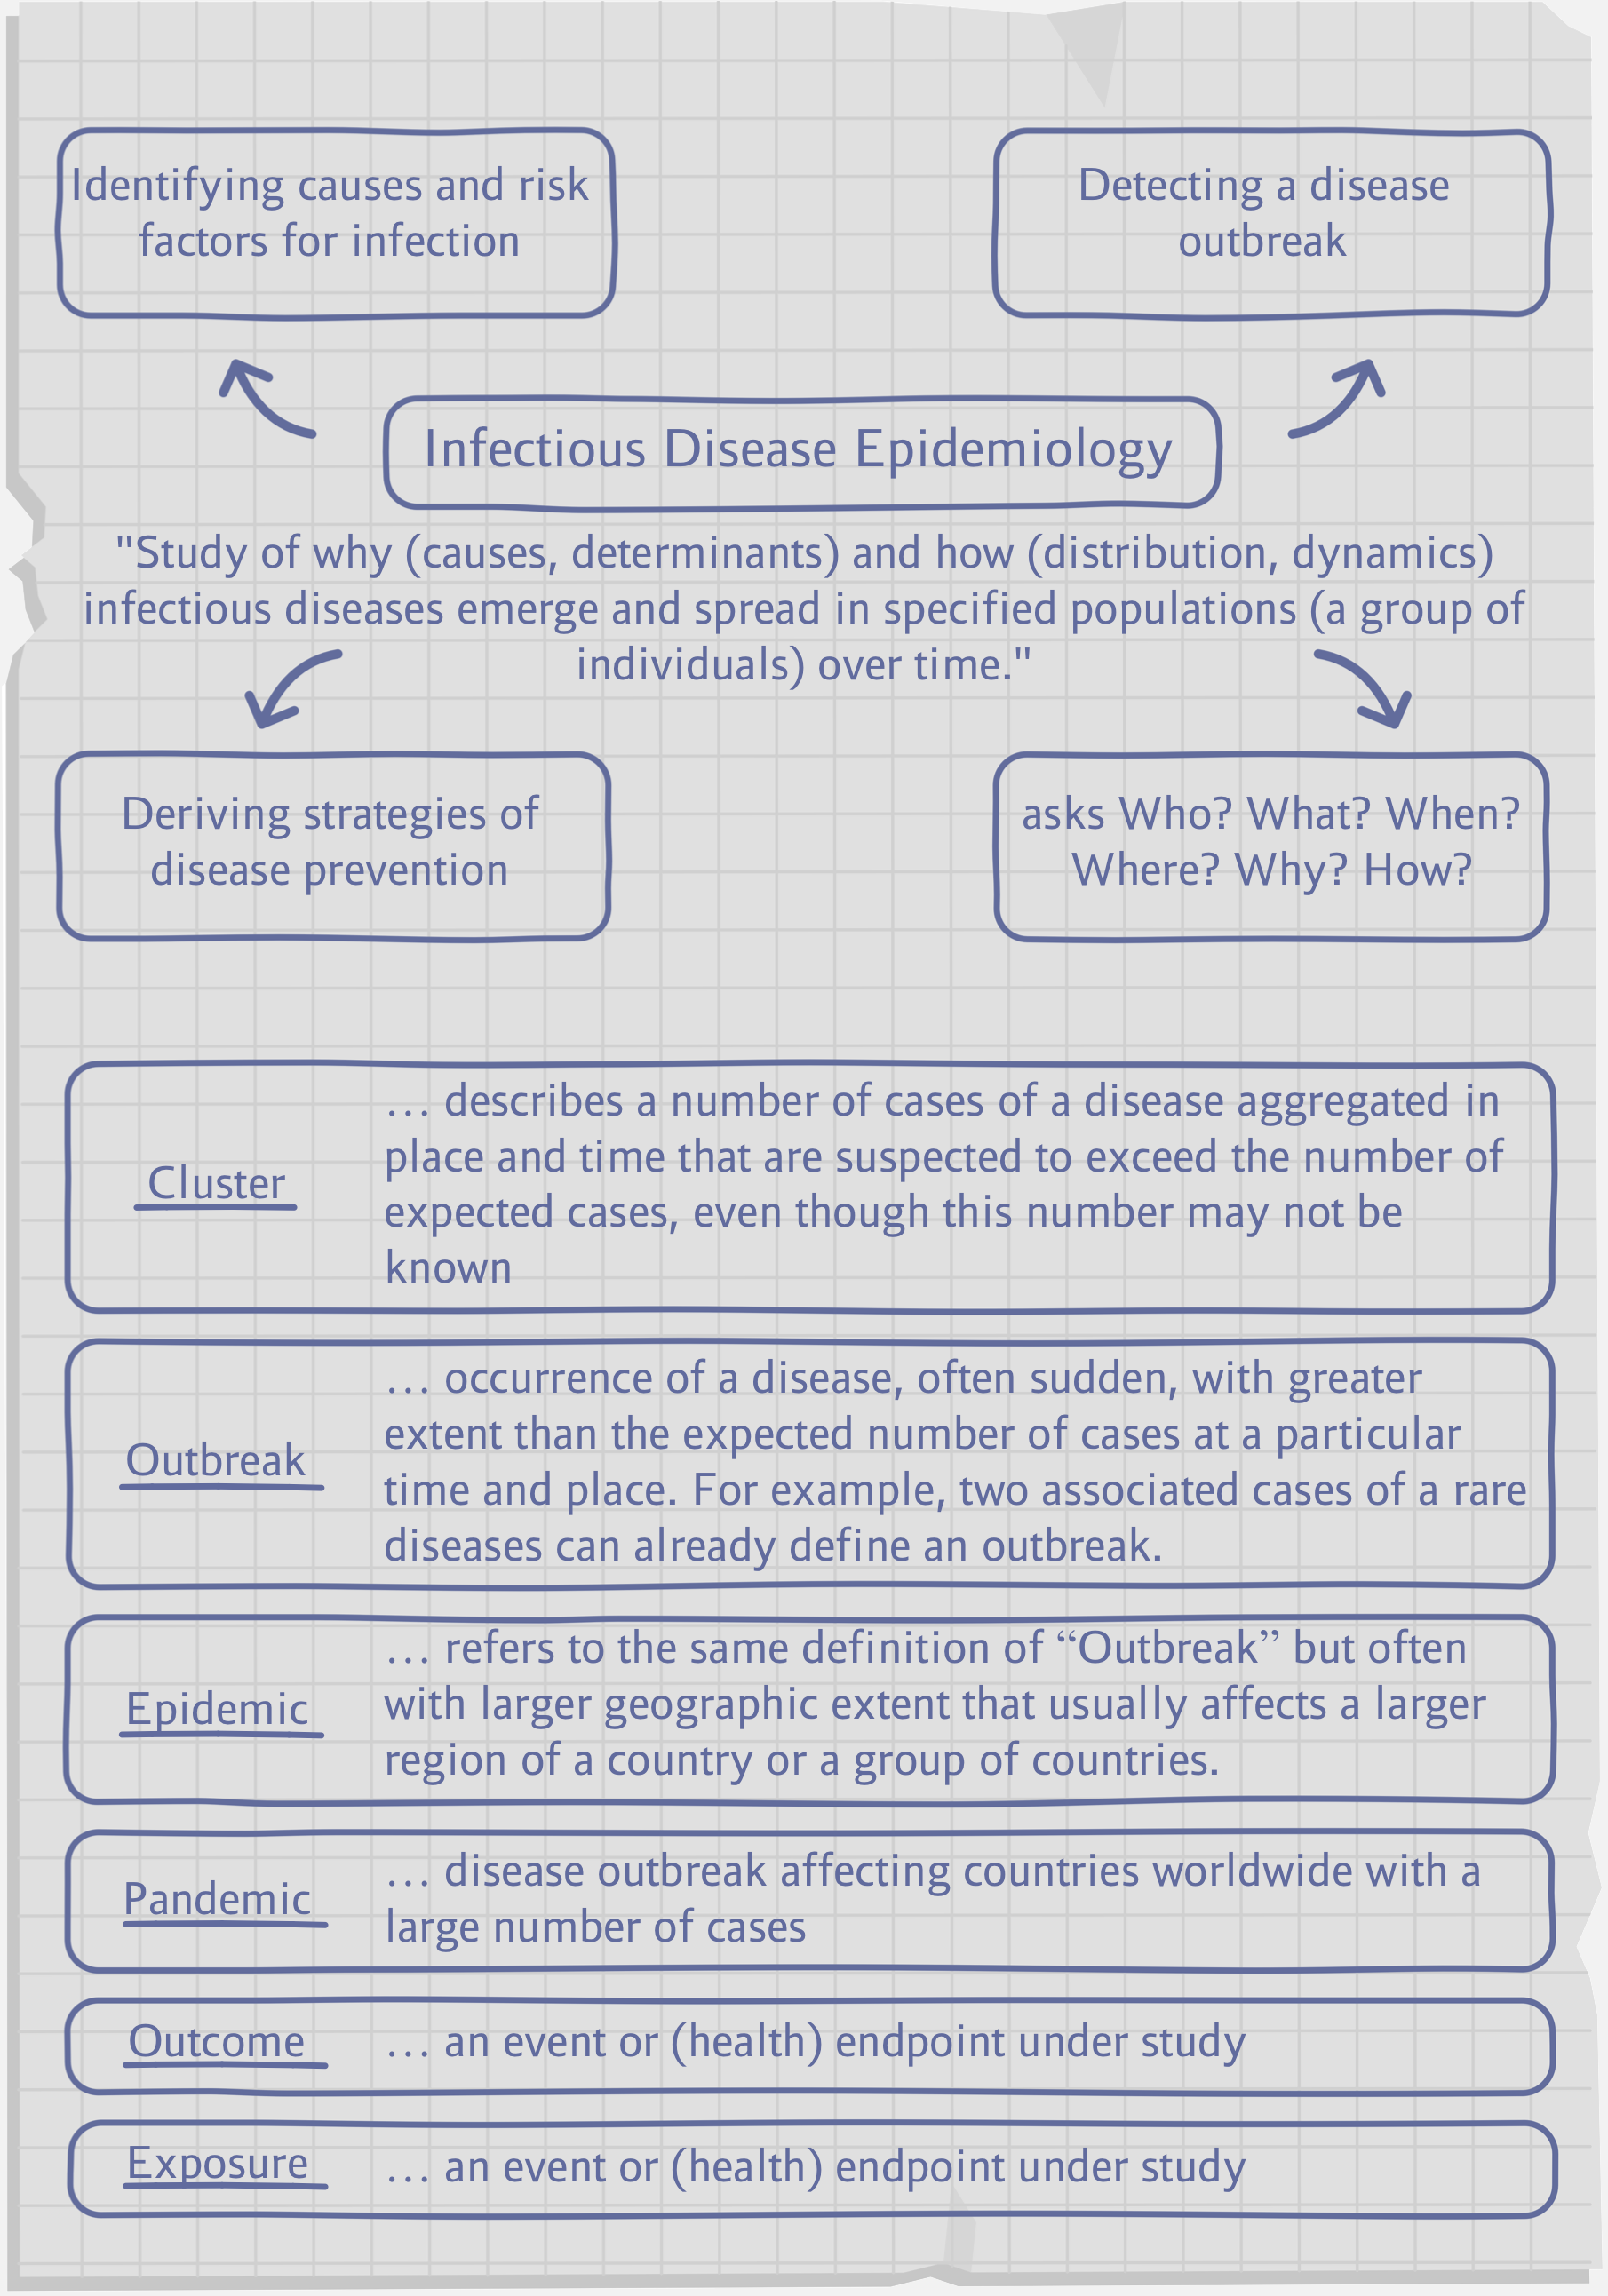 Identifying causes and risk
factors for infection
Detecting a disease
outbreak
Infectious Disease Epidemiology
"Study of why (causes, determinants) and how (distribution, dynamics)
infectious diseases emerge and spread in specified populations (a group of
individuals) over time."
Deriving strategies of
disease prevention
asks Who? What? When?
Where? Why? How?
Cluster
… describes a number of cases of a disease aggregated in
place and time that are suspected to exceed the number of
expected cases, even though this number may not be
known
Outbreak
… occurrence of a disease, often sudden, with greater
extent than the expected number of cases at a particular
time and place. For example, two associated cases of a rare
diseases can already define an outbreak.
Epidemic
… refers to the same definition of “Outbreak” but often
with larger geographic extent that usually affects a larger
region of a country or a group of countries.
Pandemic
… disease outbreak affecting countries worldwide with a
large number of cases
Outcome
… an event or (health) endpoint under study
Exposure
… an event or (health) endpoint under study